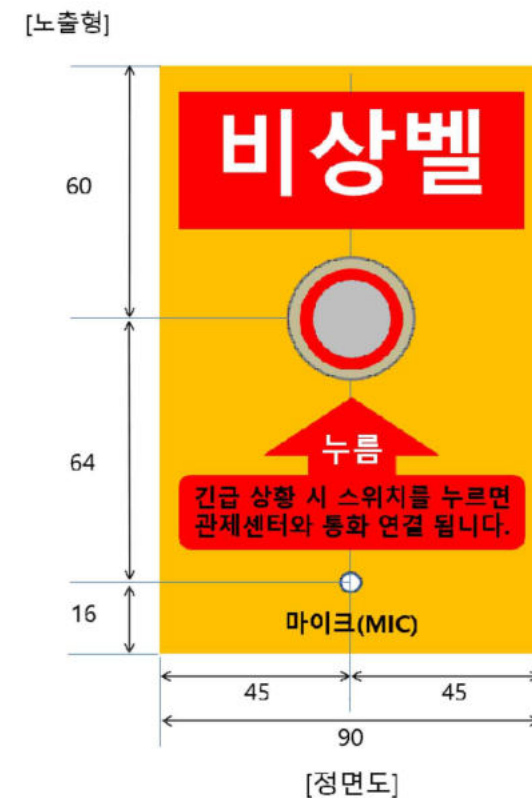 [노출형]
비상벨
60
누름
64
긴급 상황 시 스위치를 누르면
관제센터와 통화 연결 됩니다.
16
마이크(MIC)
45 45
90
[정면도]